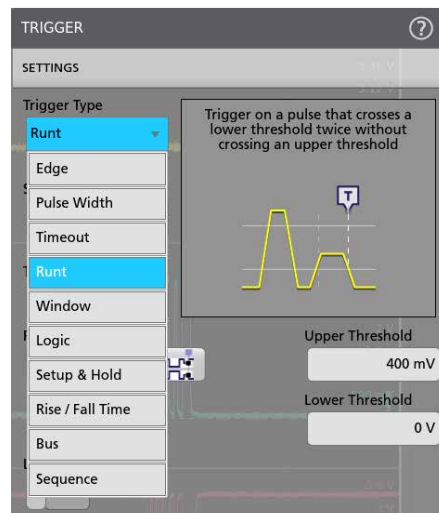 TRIGGER
?
SETTINGS
Trigger Type
Runt
Trigger on a pulse that crosses a
lower threshold twice without
crossing an upper threshold
T
Edge
Pulse Width
Timeout
Runt
Window
Logic
Setup & Hold
Rise / Fall Time
Bus
Sequence
Upper Threshold
400 mV
Lower Threshold
0 V